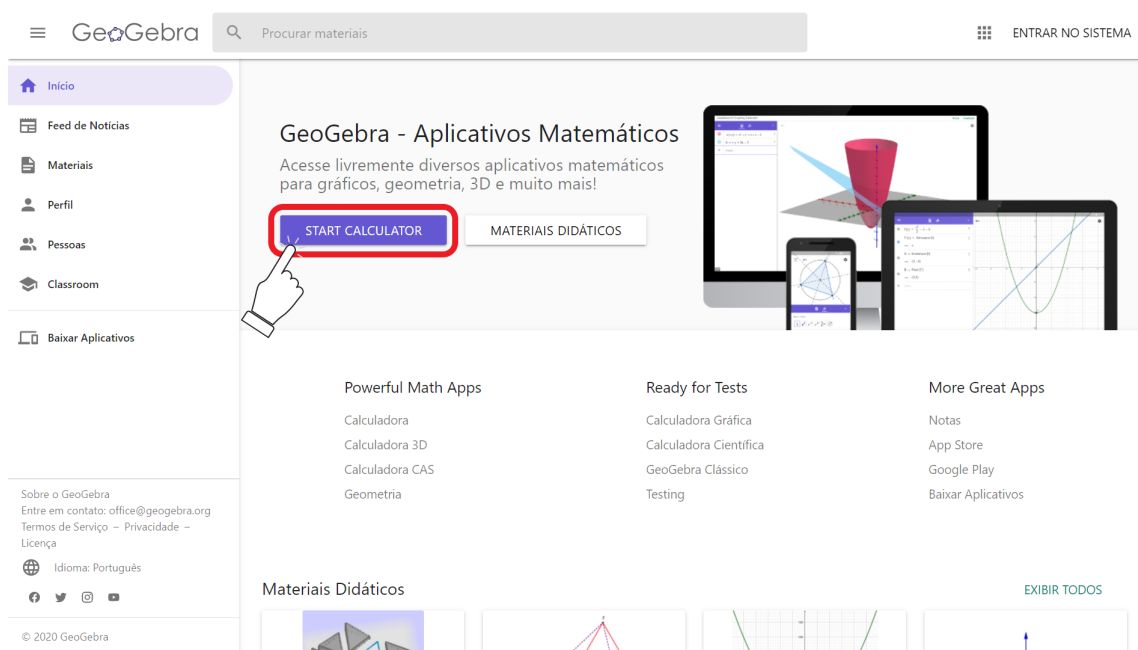 GeoGebra
Procurar materiais
ENTRAR NO SISTEMA
Início
Feed de Notícias
Materiais
Perfil
Pessoas
Classroom
Baixar Aplicativos
GeoGebra - Aplicativos Matemáticos
Acesse livremente diversos aplicativos matemáticos
para gráficos, geometria, 3D e muito mais!
START CALCULATOR
MATERIAIS DIDÁTICOS
Powerful Math Apps
Calculadora
Calculadora 3D
Calculadora CAS
Geometria
Ready for Tests
Calculadora Gráfica
Calculadora Científica
GeoGebra Clássico
Testing
More Great Apps
Notas
App Store
Google Play
Baixar Aplicativos
Sobre o GeoGebra
Entre em contato: office@geogebra.org
Termos de Serviço – Privacidade –
Licença
Idioma: Português
© 2020 GeoGebra
Materiais Didáticos
EXIBIR TODOS